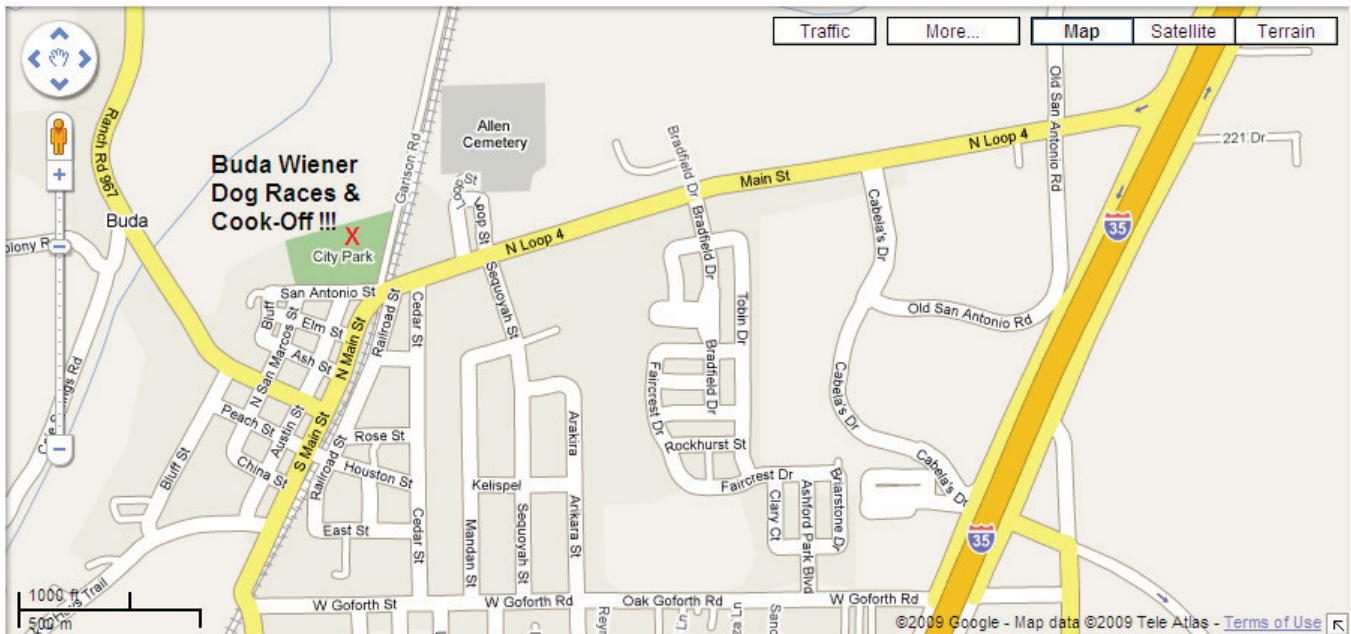 Traffic
More...
Map
Satellite
Terrain
Ranch Rd 967
Garison Rd
Allen
Cemetery
Bradfield Dr
Old San Antonio Rd
N Loop 4
221 Dr
Main St
Buda Wiener
Dog Races &
Cook-Off !!!
X
City Park
Buda
Loop St
Loop St
N Loop 4
Bradfield Dr
Cabela's Dr
35
San Antonio St
Bluff
Elm St
Ash St
N San Marcos St
N Main St
Railroad St
Cedar St
Sequoyah St
Tobin Dr
Old San Antonio Rd
Bradfield Dr
Faircrest Dr
Cabela's Dr
Peach St
Austin St
S Main St
Rose St
Arakira
Rockhurst St
Bluff St
China St
Railroad St
Houston St
Kelispel
Faircrest Dr
Clary Ct
Ashford Park Blvd
Briarstone Dr
Cabela's Dr
East St
Cedar St
Mandan St
Sequoyah St
Arikara St
35
Trail
1000 ft
500 m
W Goforth St
W Goforth Rd
Oak Goforth Rd
W Goforth Rd
©2009 Google - Map data ©2009 Tele Atlas - Terms of Use